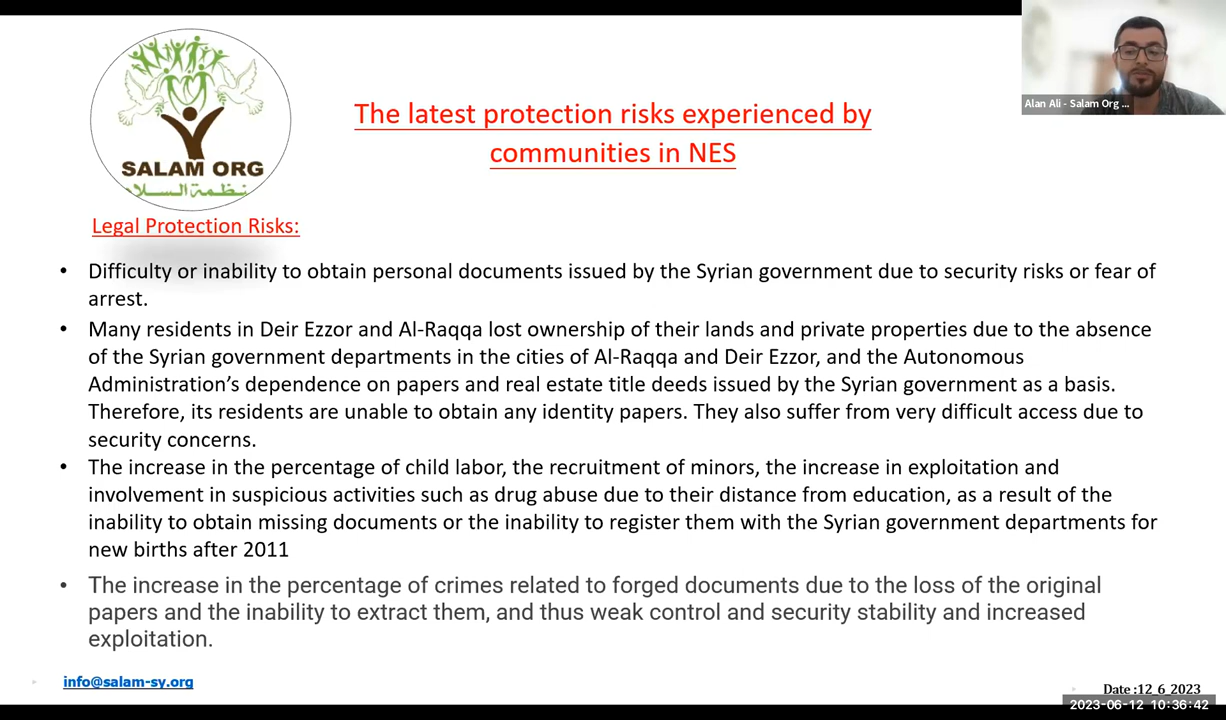 Alan Ali - Salam Org ...
SALAM ORG
The latest protection risks experienced by
communities in NES
Legal Protection Risks:
• Difficulty or inability to obtain personal documents issued by the Syrian government due to security risks or fear of
arrest.
• Many residents in Deir Ezzor and Al-Raqqa lost ownership of their lands and private properties due to the absence
of the Syrian government departments in the cities of Al-Raqqa and Deir Ezzor, and the Autonomous
Administration's dependence on papers and real estate title deeds issued by the Syrian government as a basis.
Therefore, its residents are unable to obtain any identity papers. They also suffer from very difficult access due to
security concerns.
• The increase in the percentage of child labor, the recruitment of minors, the increase in exploitation and
involvement in suspicious activities such as drug abuse due to their distance from education, as a result of the
inability to obtain missing documents or the inability to register them with the Syrian government departments for
new births after 2011
• The increase in the percentage of crimes related to forged documents due to the loss of the original
papers and the inability to extract them, and thus weak control and security stability and increased
exploitation.
info@salam-sy.org
Date :12_6_2023
2023-06-12 10:36:42